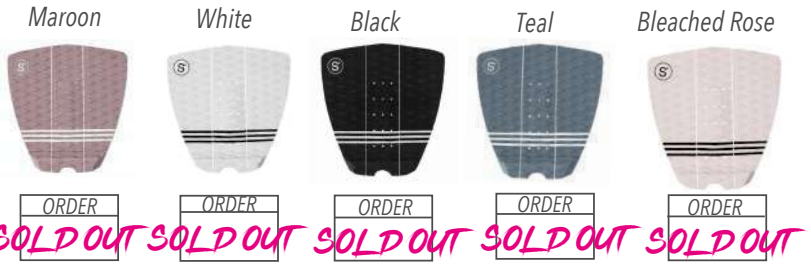 Maroon White Black Teal Bleached Rose
S S S S S
ORDER ORDER ORDER ORDER ORDER
SOLD OUT SOLD OUT SOLD OUT SOLD OUT SOLD OUT